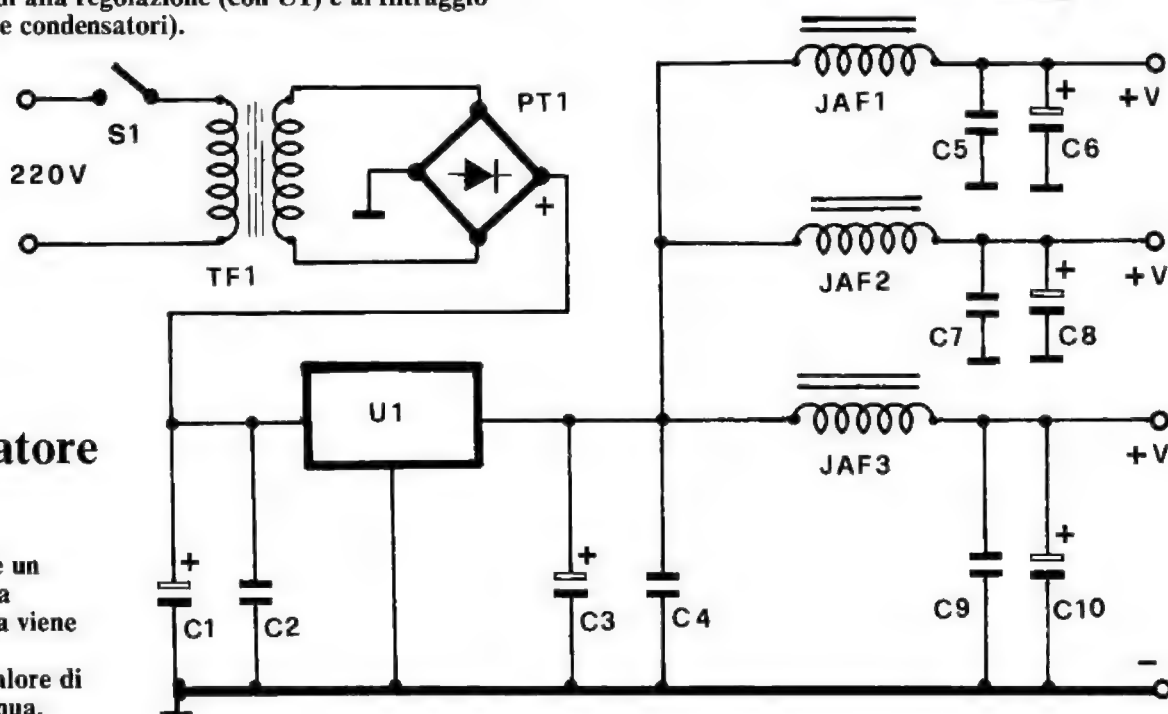 di alla regolazione (con U1) e al filtraggio
e condensatori).
S1
220V
TF1
PT1
+
JAF1
C5
+
C6
+V
JAF2
C7
+
C8
+V
U1
JAF3
+V
atore
e un
a
a viene
alore di
nua.
+
C1
C2
+
C3
C4
C9
+
C10
-